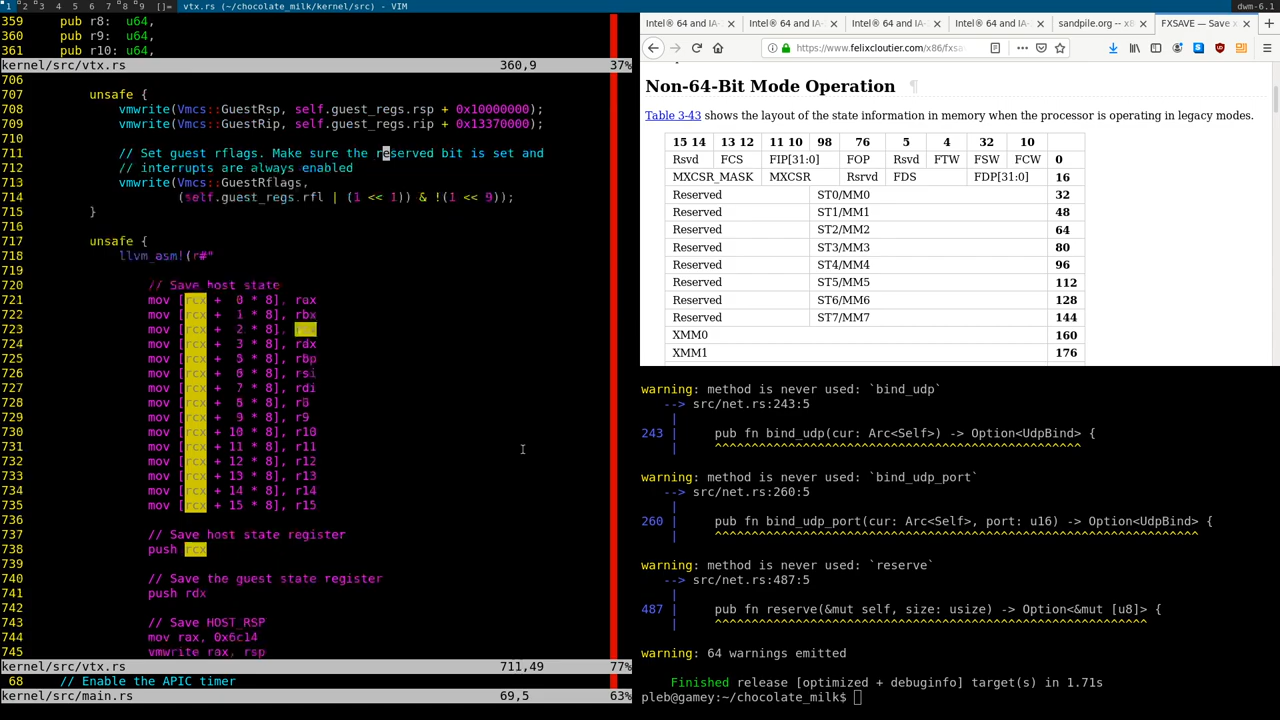 1 2 3 4 5 6 7 8 9 []= vtx.rs (~/chocolate_milk/kernel/src) - VIM dwm-6.1
359 pub r8: u64,
360 pub r9: u64,
361 pub r10: u64,
kernel/src/vtx.rs 360,9 37%
706
707 unsafe {
708 vmwrite(Vmcs::GuestRsp, self.guest_regs.rsp + 0x10000000);
709 vmwrite(Vmcs::GuestRip, self.guest_regs.rip + 0x13370000);
710
711 // Set guest rflags. Make sure the reserved bit is set and
712 // interrupts are always enabled
713 vmwrite(Vmcs::GuestRflags,
714 (self.guest_regs.rfl | (1 << 1)) & !(1 << 9));
715 }
716
717 unsafe {
718 llvm_asm!(r#"
719
720 // Save host state
721 mov [rcx + 0 * 8], rax
722 mov [rcx + 1 * 8], rbx
723 mov [rcx + 2 * 8], rcx
724 mov [rcx + 3 * 8], rdx
725 mov [rcx + 5 * 8], rbp
726 mov [rcx + 6 * 8], rsi
727 mov [rcx + 7 * 8], rdi
728 mov [rcx + 8 * 8], r8
729 mov [rcx + 9 * 8], r9
730 mov [rcx + 10 * 8], r10
731 mov [rcx + 11 * 8], r11
732 mov [rcx + 12 * 8], r12
733 mov [rcx + 13 * 8], r13
734 mov [rcx + 14 * 8], r14
735 mov [rcx + 15 * 8], r15
736
737 // Save host state register
738 push rcx
739
740 // Save the guest state register
741 push rdx
742
743 // Save HOST_RSP
744 mov rax, 0x6c14
745 vmwrite rax, rsp
kernel/src/vtx.rs 711,49 77%
68 // Enable the APIC timer
kernel/src/main.rs 69,5 63%
Intel® 64 and IA- Intel® 64 and IA- Intel® 64 and IA- Intel® 64 and IA- sandpile.org -- x8 FXSAVE — Save x
https://www.felixcloutier.com/x86/fxsa
Non-64-Bit Mode Operation ¶
Table 3-43 shows the layout of the state information in memory when the processor is operating in legacy modes.
15 14 13 12 11 10 98 76 5 4 32 10
Rsvd FCS FIP[31:0] FOP Rsvd FTW FSW FCW 0
MXCSR_MASK MXCSR Rsrvd FDS FDP[31:0] 16
Reserved ST0/MM0 32
Reserved ST1/MM1 48
Reserved ST2/MM2 64
Reserved ST3/MM3 80
Reserved ST4/MM4 96
Reserved ST5/MM5 112
Reserved ST6/MM6 128
Reserved ST7/MM7 144
XMM0 160
XMM1 176
warning: method is never used: `bind_udp`
--> src/net.rs:243:5
|
243 | pub fn bind_udp(cur: Arc<Self>) -> Option<UdpBind> {
| ^^^^^^^^^^^^^^^^^^^^^^^^^^^^^^^^^^^^^^^^^^^^^^^^^^
warning: method is never used: `bind_udp_port`
--> src/net.rs:260:5
|
260 | pub fn bind_udp_port(cur: Arc<Self>, port: u16) -> Option<UdpBind> {
| ^^^^^^^^^^^^^^^^^^^^^^^^^^^^^^^^^^^^^^^^^^^^^^^^^^^^^^^^^^^^^^^^^^
warning: method is never used: `reserve`
--> src/net.rs:487:5
|
487 | pub fn reserve(&mut self, size: usize) -> Option<&mut [u8]> {
| ^^^^^^^^^^^^^^^^^^^^^^^^^^^^^^^^^^^^^^^^^^^^^^^^^^^^^^^^^^^
warning: 64 warnings emitted
Finished release [optimized + debuginfo] target(s) in 1.71s
pleb@gamey:~/chocolate_milk$